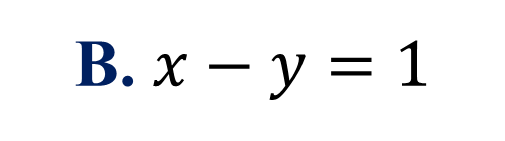 B. x − y = 1